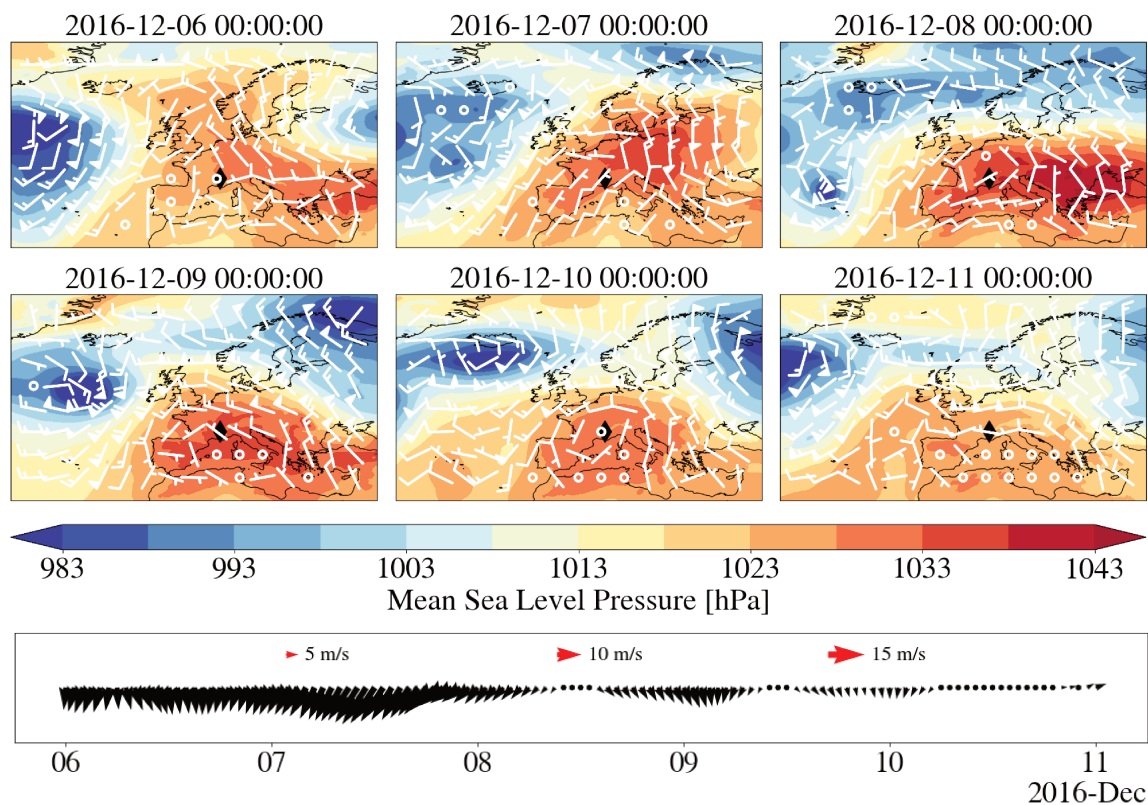 2016-12-06 00:00:00 2016-12-07 00:00:00 2016-12-08 00:00:00
2016-12-09 00:00:00 2016-12-10 00:00:00 2016-12-11 00:00:00
983 993 1003 1013 1023 1033 1043
Mean Sea Level Pressure [hPa]
5 m/s 10 m/s 15 m/s
06 07 08 09 10 11
2016-Dec